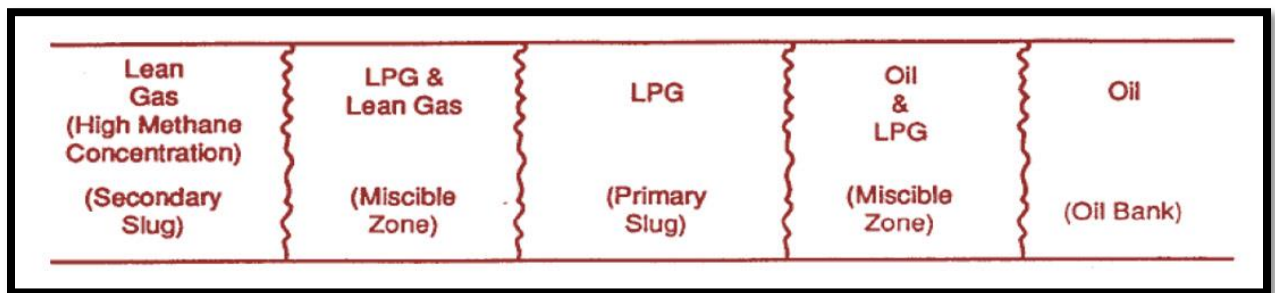 Lean
Gas
(High Methane
Concentration)
(Secondary
Slug)
LPG &
Lean Gas
(Miscible
Zone)
LPG
(Primary
Slug)
Oil
&
LPG
(Miscible
Zone)
Oil
(Oil Bank)